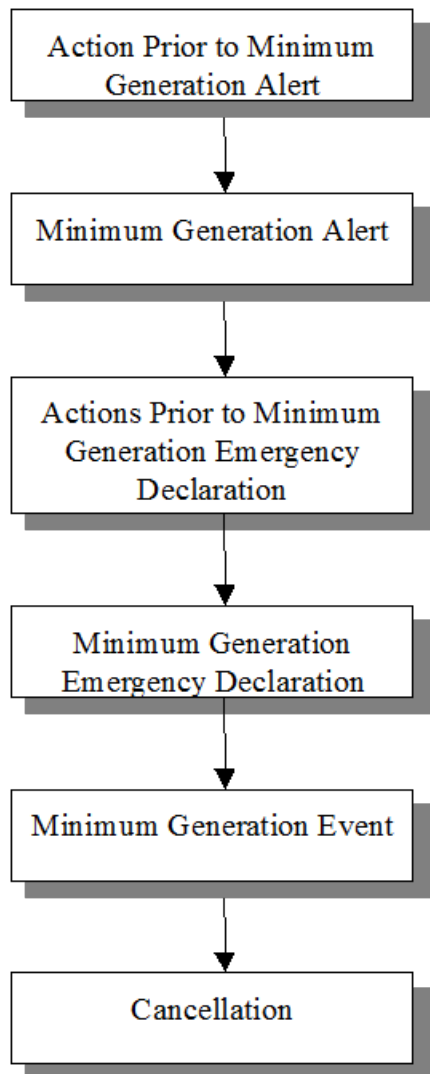 Action Prior to Minimum
Generation Alert
Minimum Generation Alert
Actions Prior to Minimum
Generation Emergency
Declaration
Minimum Generation
Emergency Declaration
Minimum Generation Event
Cancellation